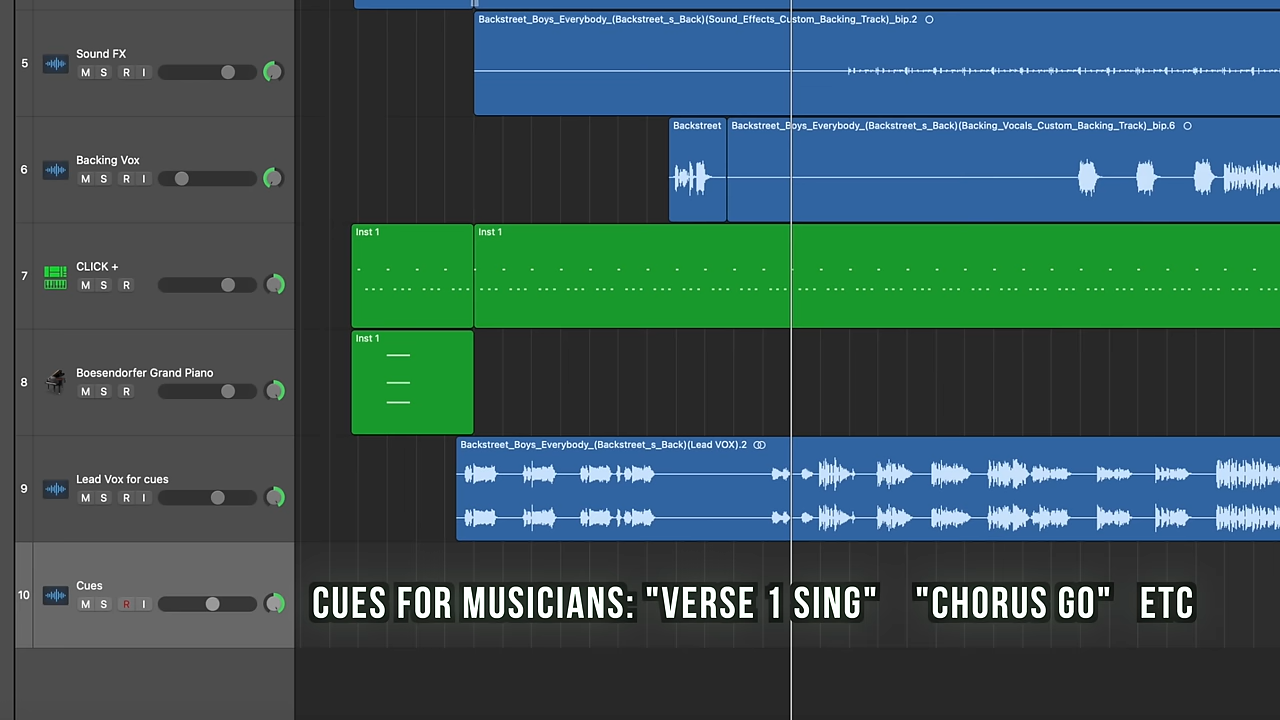 Backstreet_Boys_Everybody_(Backstreet_s_Back)(Sound_Effects_Custom_Backing_Track)_bip.2
5
Sound FX
M S R I
Backstreet
Backstreet_Boys_Everybody_(Backstreet_s_Back)(Backing_Vocals_Custom_Backing_Track)_bip.6
6
Backing Vox
M S R I
Inst 1
Inst 1
7
CLICK +
M S R
Inst 1
8
Boesendorfer Grand Piano
M S R
Backstreet_Boys_Everybody_(Backstreet_s_Back)(Lead VOX).2
9
Lead Vox for cues
M S R I
10
Cues
M S R I
CUES FOR MUSICIANS: "VERSE 1 SING" "CHORUS GO" ETC